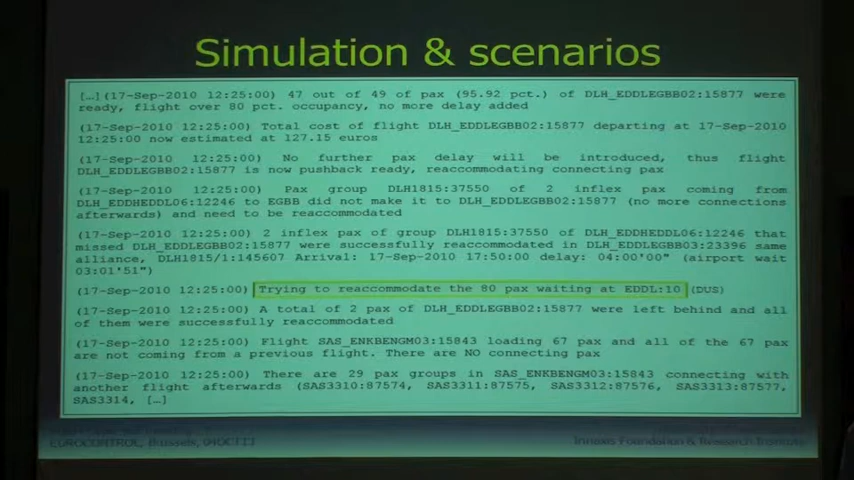 Simulation & scenarios
[…](17-Sep-2010 12:25:00) 47 out of 49 of pax (95.92 pct.) of DLH_EDDLEGBB02:15877 were
ready, flight over 80 pct. occupancy, no more delay added
(17-Sep-2010 12:25:00) Total cost of flight DLH_EDDLEGBB02:15877 departing at 17-Sep-2010
12:25:00 now estimated at 127.15 euros
(17-Sep-2010 12:25:00) No further pax delay will be introduced, thus flight
DLH_EDDLEGBB02:15877 is now pushback ready, reaccommodating connecting pax
(17-Sep-2010 12:25:00) Pax group DLH1815:37550 of 2 inflex pax coming from
DLH_EDDHEDDL06:12246 to EGBB did not make it to DLH_EDDLEGBB02:15877 (no more connections
afterwards) and need to be reaccommodated
(17-Sep-2010 12:25:00) 2 inflex pax of group DLH1815:37550 of DLH_EDDHEDDL06:12246 that
missed DLH_EDDLEGBB02:15877 were successfully reaccommodated in DLH_EDDLEGBB03:23396 same
alliance, DLH1815/1:145607 Arrival: 17-Sep-2010 17:50:00 delay: 04:00'00" (airport wait
03:01'51")
(17-Sep-2010 12:25:00) Trying to reaccommodate the 80 pax waiting at EDDL:10 (DUS)
(17-Sep-2010 12:25:00) A total of 2 pax of DLH_EDDLEGBB02:15877 were left behind and all
of them were successfully reaccommodated
(17-Sep-2010 12:25:00) Flight SAS_ENKBENGM03:15843 loading 67 pax and all of the 67 pax
are not coming from a previous flight. There are NO connecting pax
(17-Sep-2010 12:25:00) There are 29 pax groups in SAS_ENKBENGM03:15843 connecting with
another flight afterwards (SAS3310:87574, SAS3311:87575, SAS3312:87576, SAS3313:87577,
SAS3314, […]
EUROCONTROL, Brussels, Innaxis Foundation & Research Institute